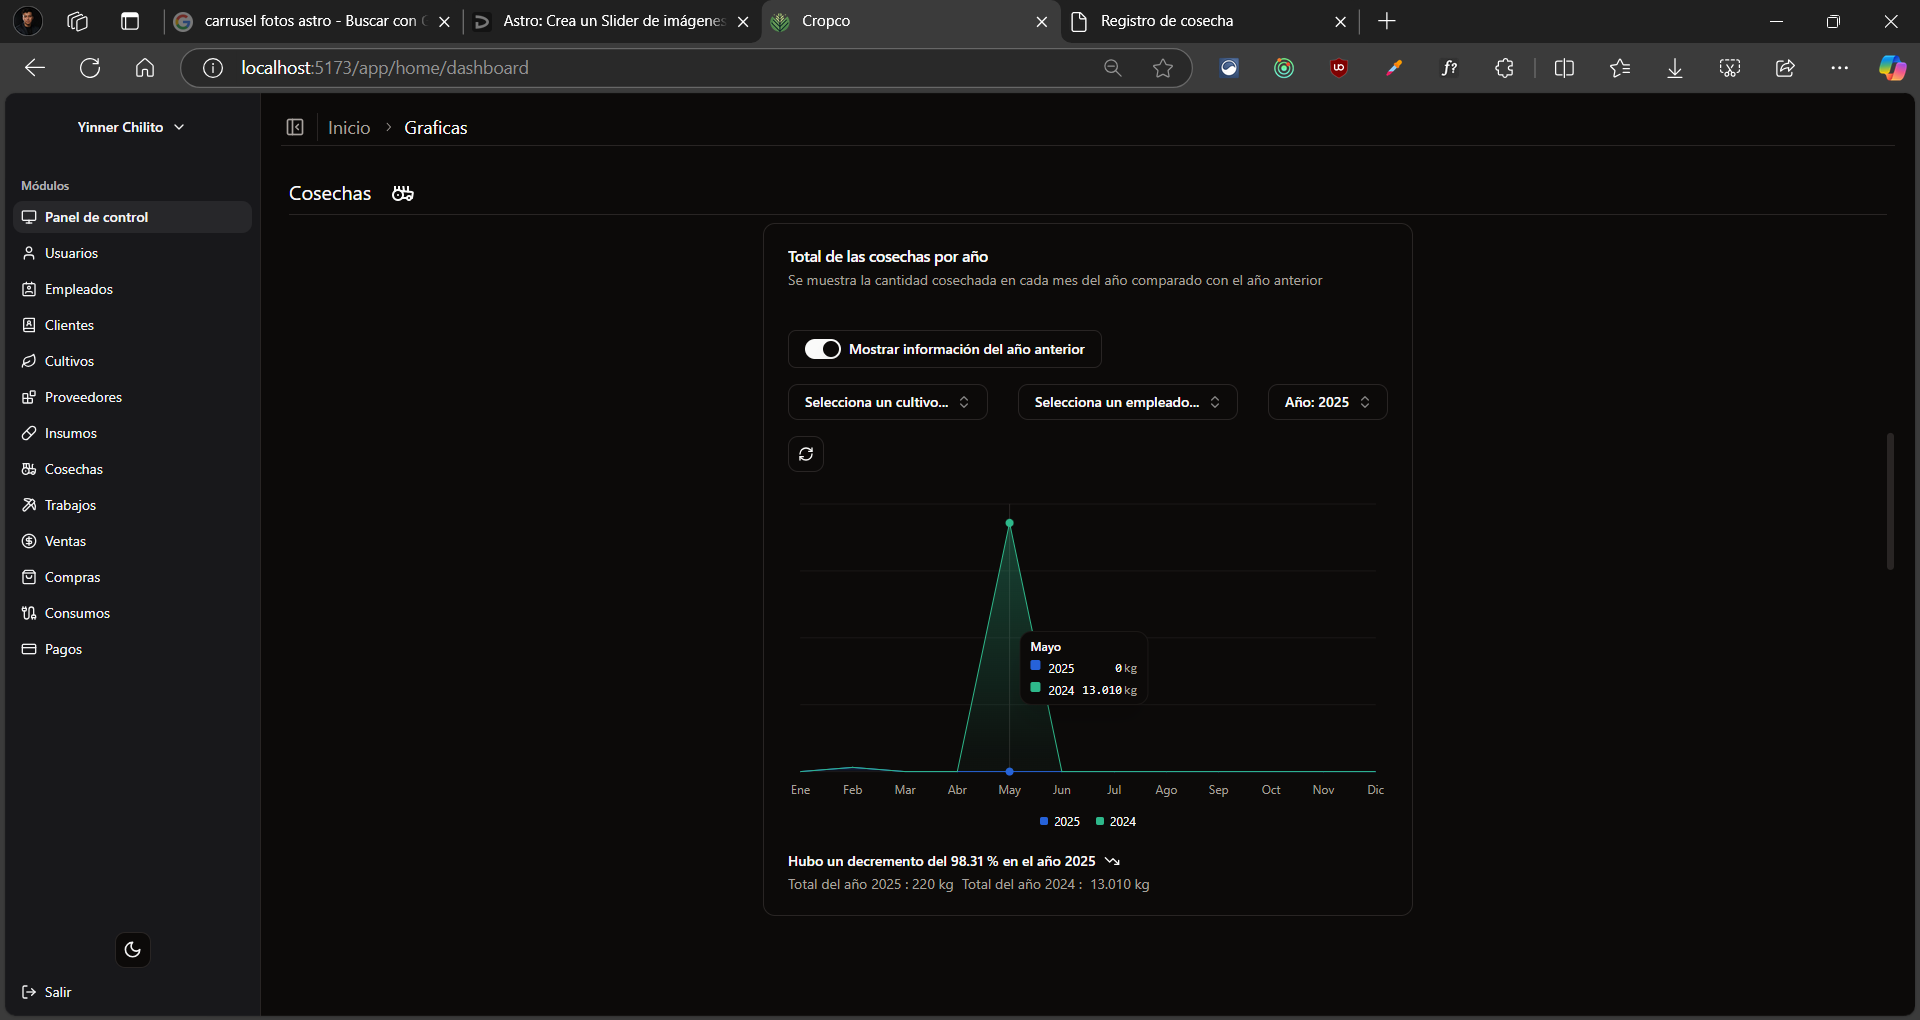 carrusel fotos astro - Buscar con
Astro: Crea un Slider de imágenes
Cropco
Registro de cosecha
localhost:5173/app/home/dashboard
Yinner Chilito
Inicio > Graficas
Módulos
Panel de control
Usuarios
Empleados
Clientes
Cultivos
Proveedores
Insumos
Cosechas
Trabajos
Ventas
Compras
Consumos
Pagos
Salir
Cosechas
Total de las cosechas por año
Se muestra la cantidad cosechada en cada mes del año comparado con el año anterior
Mostrar información del año anterior
Selecciona un cultivo...
Selecciona un empleado...
Año: 2025
Mayo
2025 0 kg
2024 13.010 kg
Ene Feb Mar Abr May Jun Jul Ago Sep Oct Nov Dic
2025 2024
Hubo un decremento del 98.31 % en el año 2025
Total del año 2025 : 220 kg Total del año 2024 : 13.010 kg